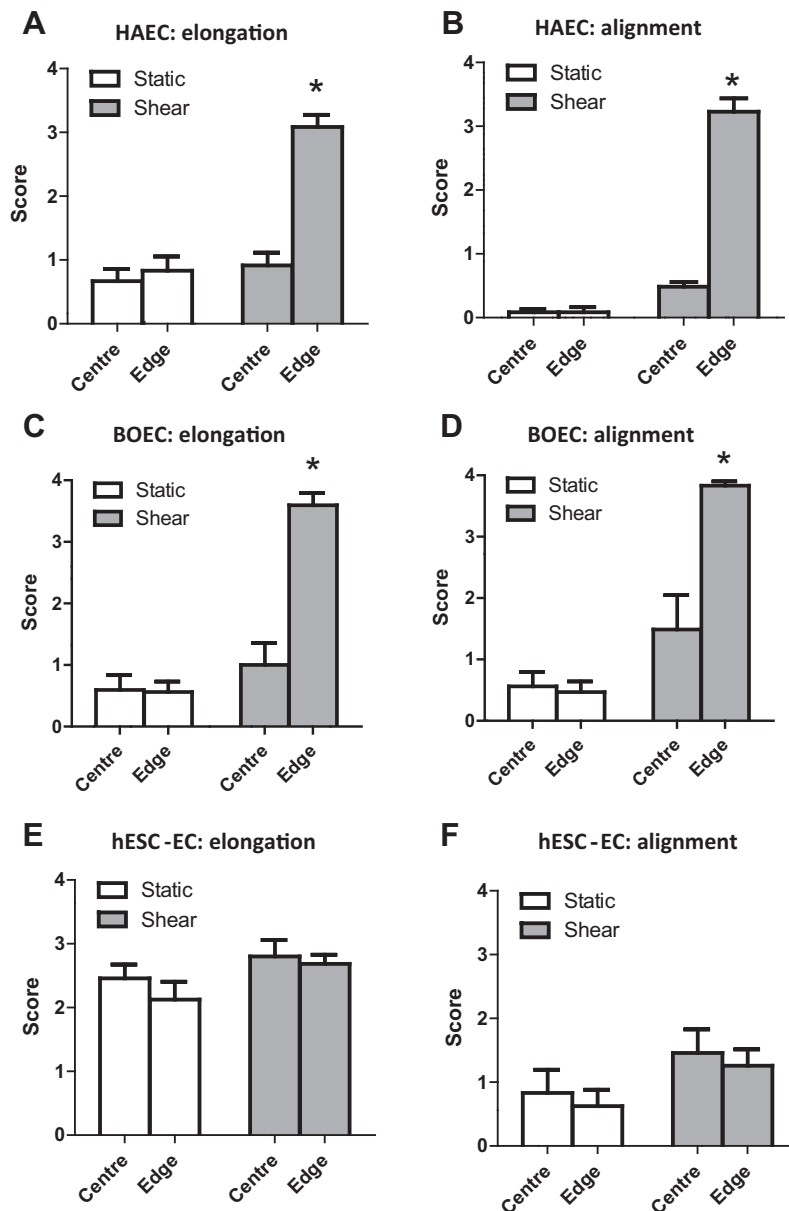 A
HAEC: elongation
Static
Shear
*
4
3
2
1
0
Score
Centre
Edge
Centre
Edge
B
HAEC: alignment
Static
Shear
*
4
3
2
1
0
Score
Centre
Edge
Centre
Edge
C
BOEC: elongation
Static
Shear
*
4
3
2
1
0
Score
Centre
Edge
Centre
Edge
D
BOEC: alignment
Static
Shear
*
4
3
2
1
0
Score
Centre
Edge
Centre
Edge
E
hESC-EC: elongation
Static
Shear
4
3
2
1
0
Score
Centre
Edge
Centre
Edge
F
hESC-EC: alignment
Static
Shear
4
3
2
1
0
Score
Centre
Edge
Centre
Edge